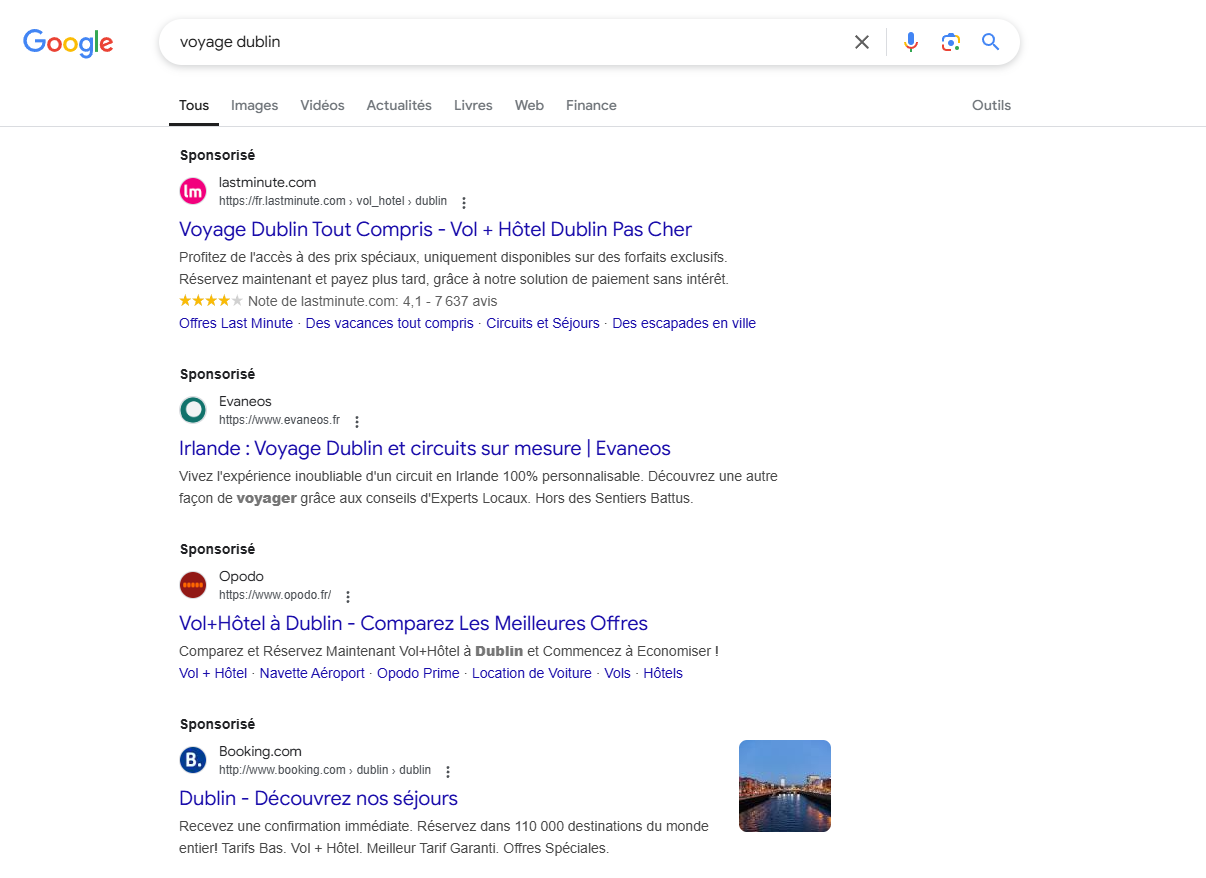 Google
voyage dublin
Tous Images Vidéos Actualités Livres Web Finance Outils
Sponsorisé
lm
lastminute.com
https://fr.lastminute.com › vol_hotel › dublin
Voyage Dublin Tout Compris - Vol + Hôtel Dublin Pas Cher
Profitez de l'accès à des prix spéciaux, uniquement disponibles sur des forfaits exclusifs.
Réservez maintenant et payez plus tard, grâce à notre solution de paiement sans intérêt.
Note de lastminute.com: 4,1 - 7 637 avis
Offres Last Minute · Des vacances tout compris · Circuits et Séjours · Des escapades en ville
Sponsorisé
Evaneos
https://www.evaneos.fr
Irlande : Voyage Dublin et circuits sur mesure | Evaneos
Vivez l'expérience inoubliable d'un circuit en Irlande 100% personnalisable. Découvrez une autre
façon de voyager grâce aux conseils d'Experts Locaux. Hors des Sentiers Battus.
Sponsorisé
Opodo
https://www.opodo.fr/
Vol+Hôtel à Dublin - Comparez Les Meilleures Offres
Comparez et Réservez Maintenant Vol+Hôtel à Dublin et Commencez à Economiser !
Vol + Hôtel · Navette Aéroport · Opodo Prime · Location de Voiture · Vols · Hôtels
Sponsorisé
B.
Booking.com
http://www.booking.com › dublin › dublin
Dublin - Découvrez nos séjours
Recevez une confirmation immédiate. Réservez dans 110 000 destinations du monde
entier! Tarifs Bas. Vol + Hôtel. Meilleur Tarif Garanti. Offres Spéciales.